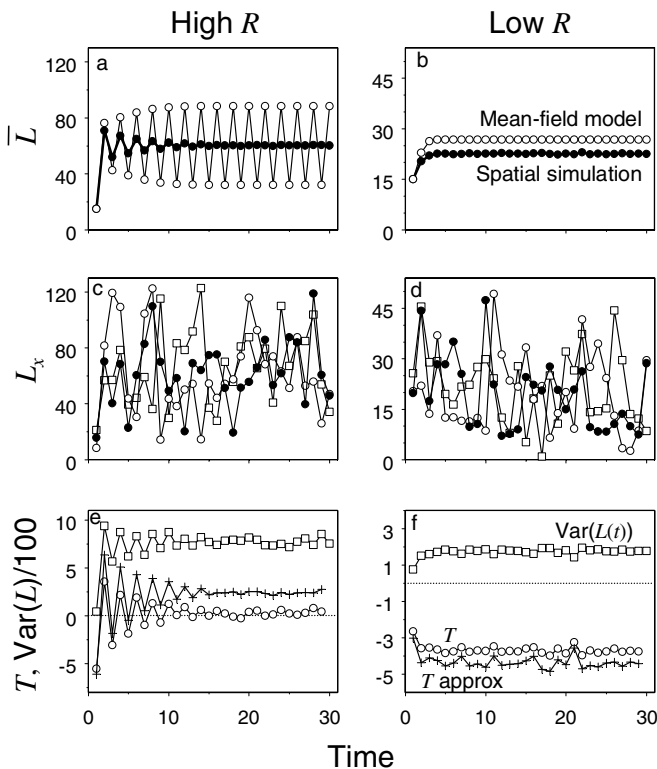 High R Low R
L̅
120
80
40
0
a
54
45
30
15
0
b
Mean-field model
Spatial simulation
Lx
120
80
40
0
c
45
30
15
0
d
T, Var(L)/100
10
5
0
-5
e
0 10 20 30
3
1
-1
-3
-5
f
Var(L(t))
T
T approx
0 10 20 30
Time